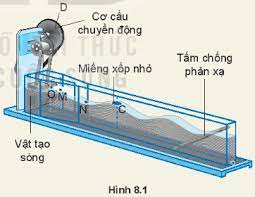 D
Cơ cấu
chuyển động
Miếng xốp nhỏ
Tấm chống
phản xạ
O
M
N
C
Vật tạo
sóng
Hình 8.1